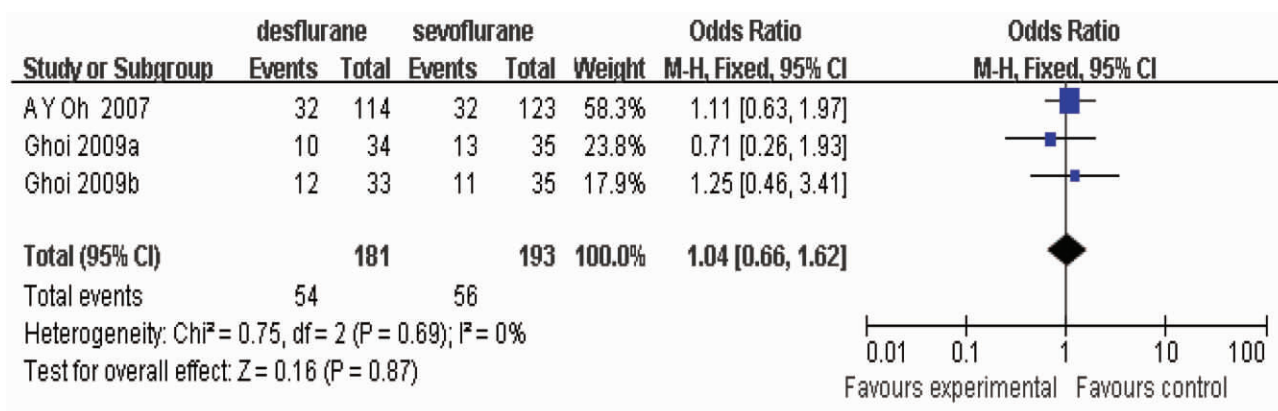 desflurane sevoflurane Odds Ratio Odds Ratio
Study or Subgroup Events Total Events Total Weight M-H, Fixed, 95% CI M-H, Fixed, 95% CI
A Y Oh 2007 32 114 32 123 58.3% 1.11 [0.63, 1.97]
Ghoi 2009a 10 34 13 35 23.8% 0.71 [0.26, 1.93]
Ghoi 2009b 12 33 11 35 17.9% 1.25 [0.46, 3.41]
Total (95% CI) 181 193 100.0% 1.04 [0.66, 1.62]
Total events 54 56
Heterogeneity: Chi² = 0.75, df = 2 (P = 0.69); I² = 0%
Test for overall effect: Z = 0.16 (P = 0.87)
0.01 0.1 1 10 100
Favours experimental Favours control